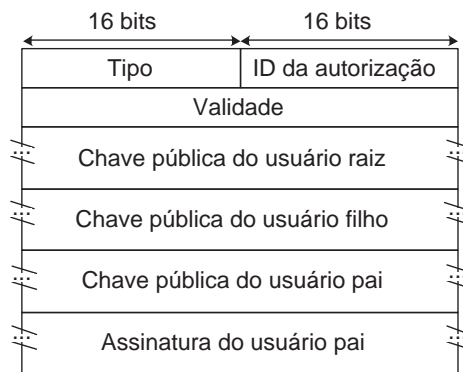 16 bits 16 bits
Tipo ID da autorização
Validade
... Chave pública do usuário raiz ...
... Chave pública do usuário filho ...
... Chave pública do usuário pai ...
... Assinatura do usuário pai ...